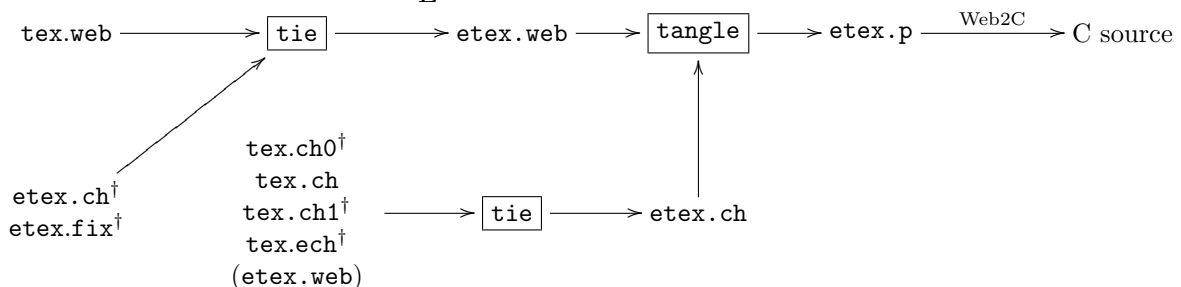 tex.web tie etex.web tangle etex.p Web2C C source
etex.ch†
etex.fix†
tex.ch0†
tex.ch
tex.ch1†
tex.ech†
(etex.web)
tie etex.ch